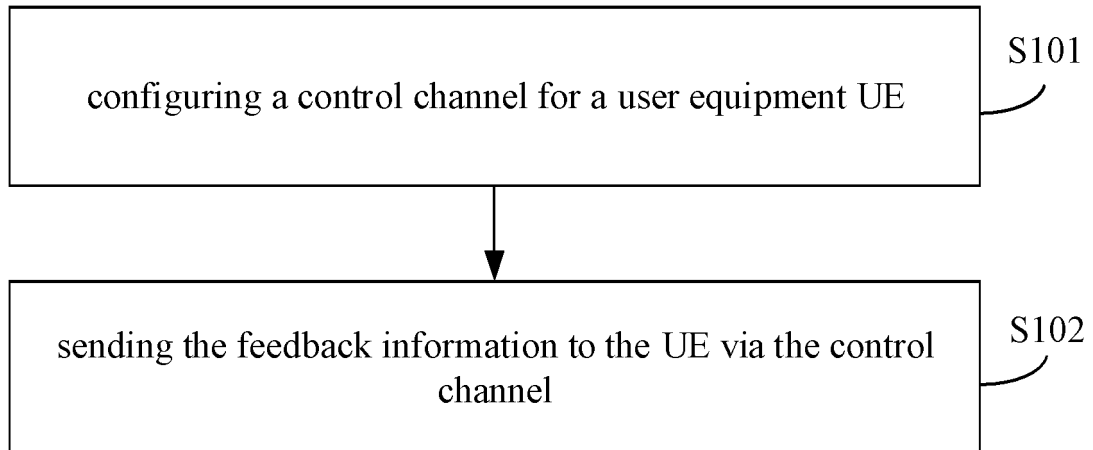 configuring a control channel for a user equipment UE
S101
sending the feedback information to the UE via the control
channel
S102